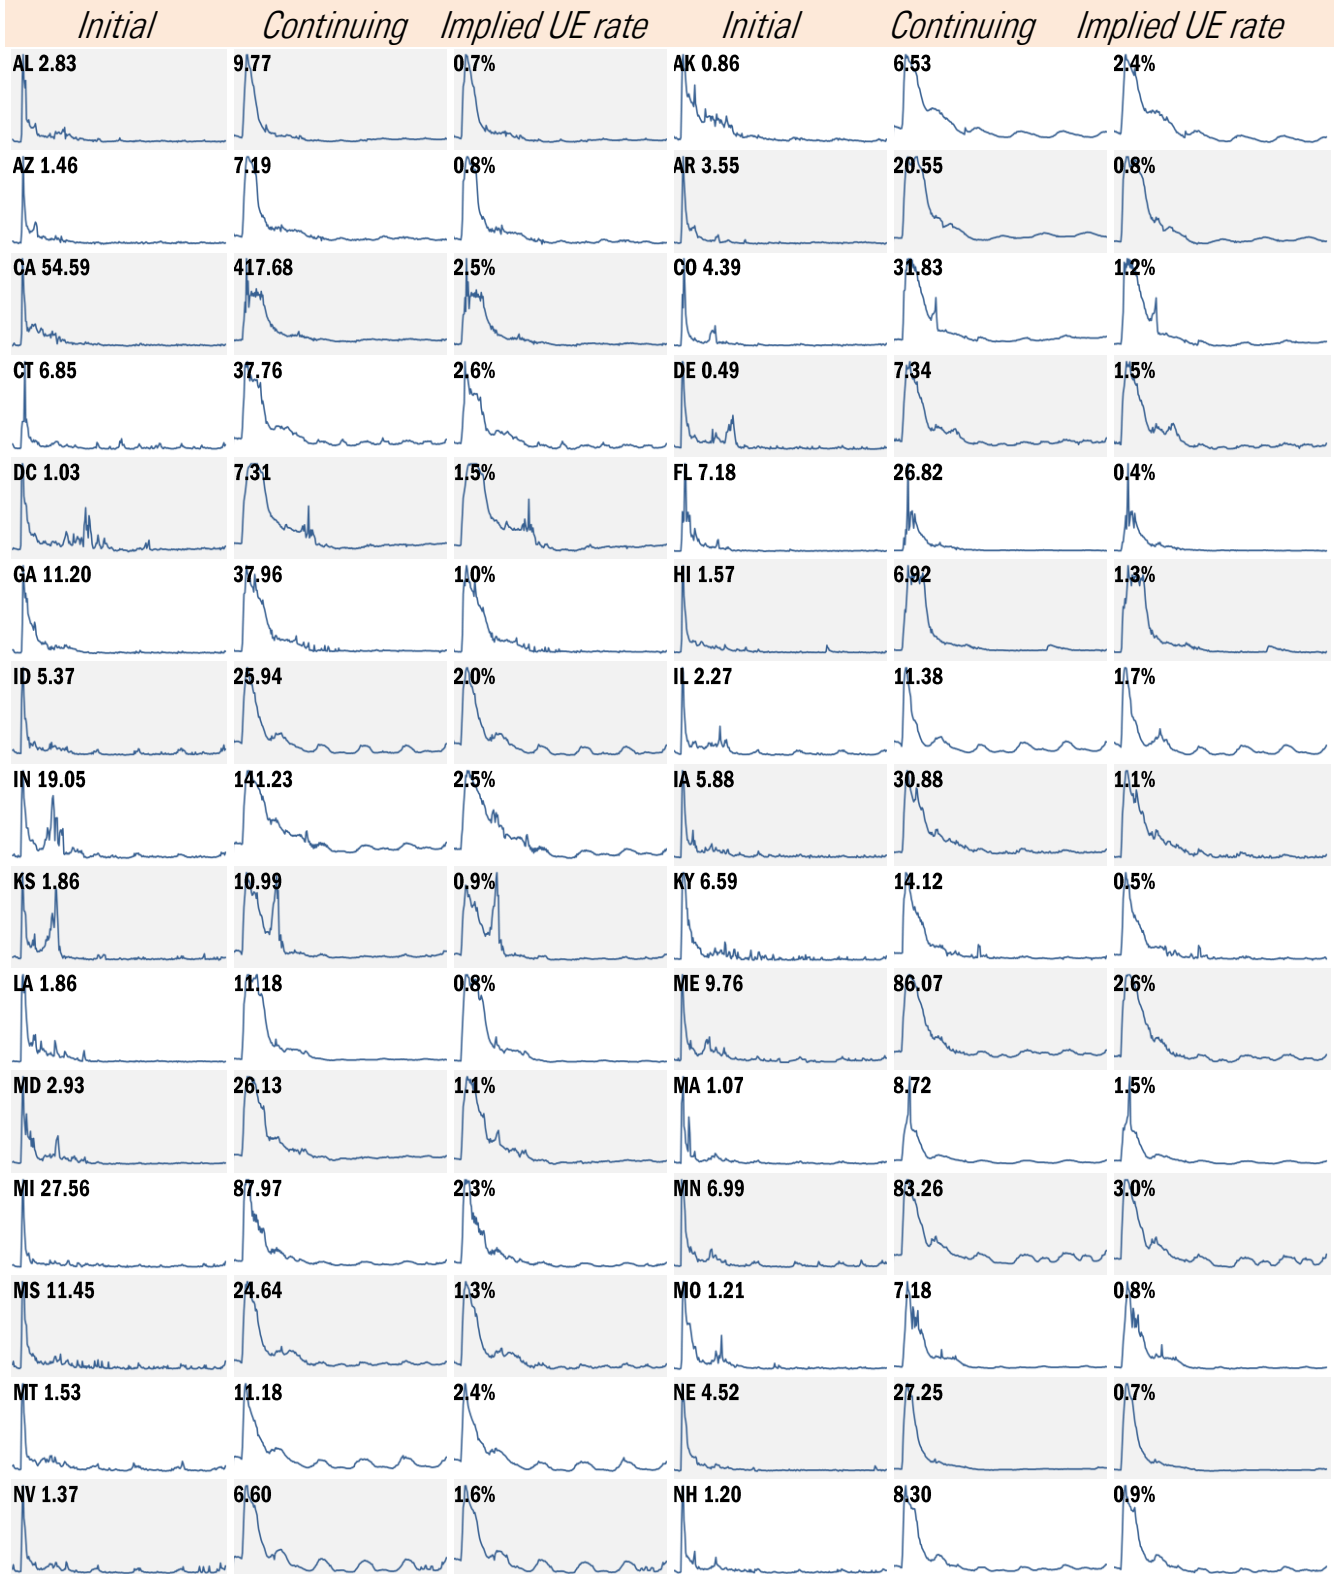 Initial Continuing Implied UE rate Initial Continuing Implied UE rate
AL 2.83 9.77 0.7% AK 0.86 6.53 2.4%
AZ 1.46 7.19 0.8% AR 3.55 20.55 0.8%
CA 54.59 417.68 2.5% CO 4.39 31.83 1.2%
CT 6.85 37.76 2.6% DE 0.49 7.34 1.5%
DC 1.03 7.31 1.5% FL 7.18 26.82 0.4%
GA 11.20 37.96 1.0% HI 1.57 6.92 1.3%
ID 5.37 25.94 2.0% IL 2.27 11.38 1.7%
IN 19.05 141.23 2.5% IA 5.88 30.88 1.1%
KS 1.86 10.99 0.9% KY 6.59 14.12 0.5%
LA 1.86 11.18 0.8% ME 9.76 86.07 2.6%
MD 2.93 26.13 1.1% MA 1.07 8.72 1.5%
MI 27.56 87.97 2.3% MN 6.99 83.26 3.0%
MS 11.45 24.64 1.3% MO 1.21 7.18 0.8%
MT 1.53 11.18 2.4% NE 4.52 27.25 0.7%
NV 1.37 6.60 1.6% NH 1.20 8.30 0.9%